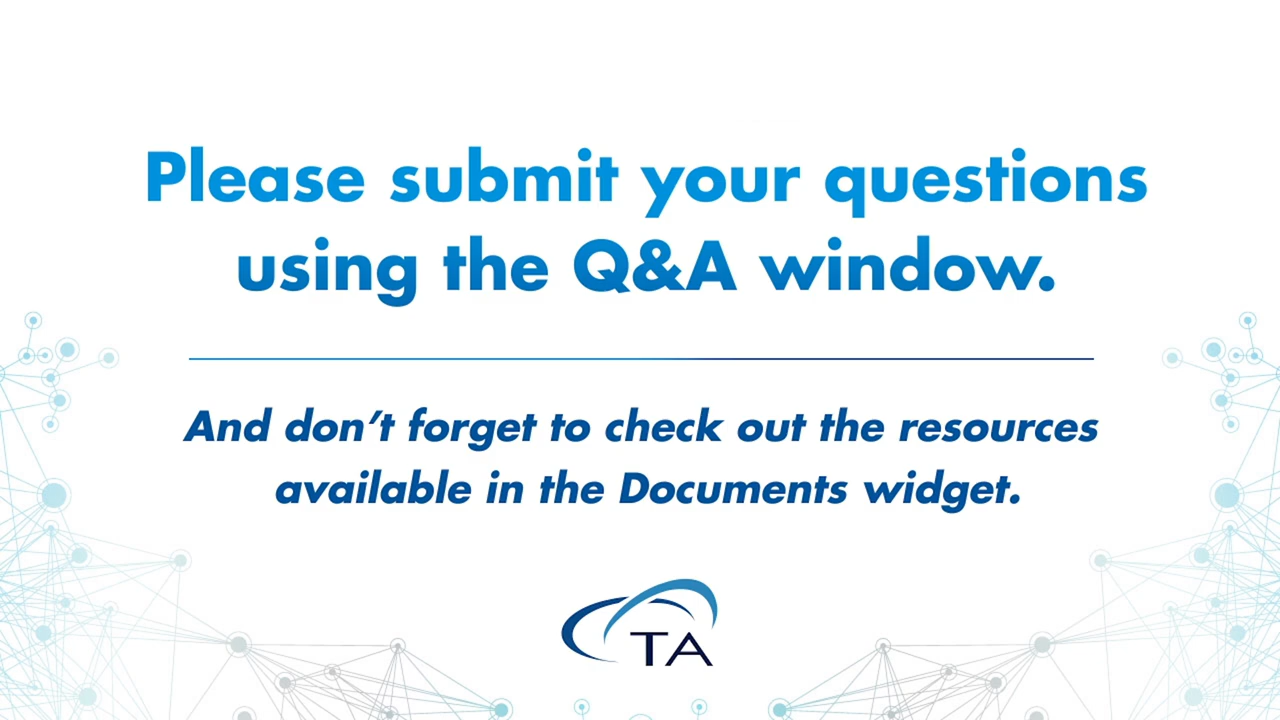 Please submit your questions
using the Q&A window.
And don't forget to check out the resources
available in the Documents widget.
TA